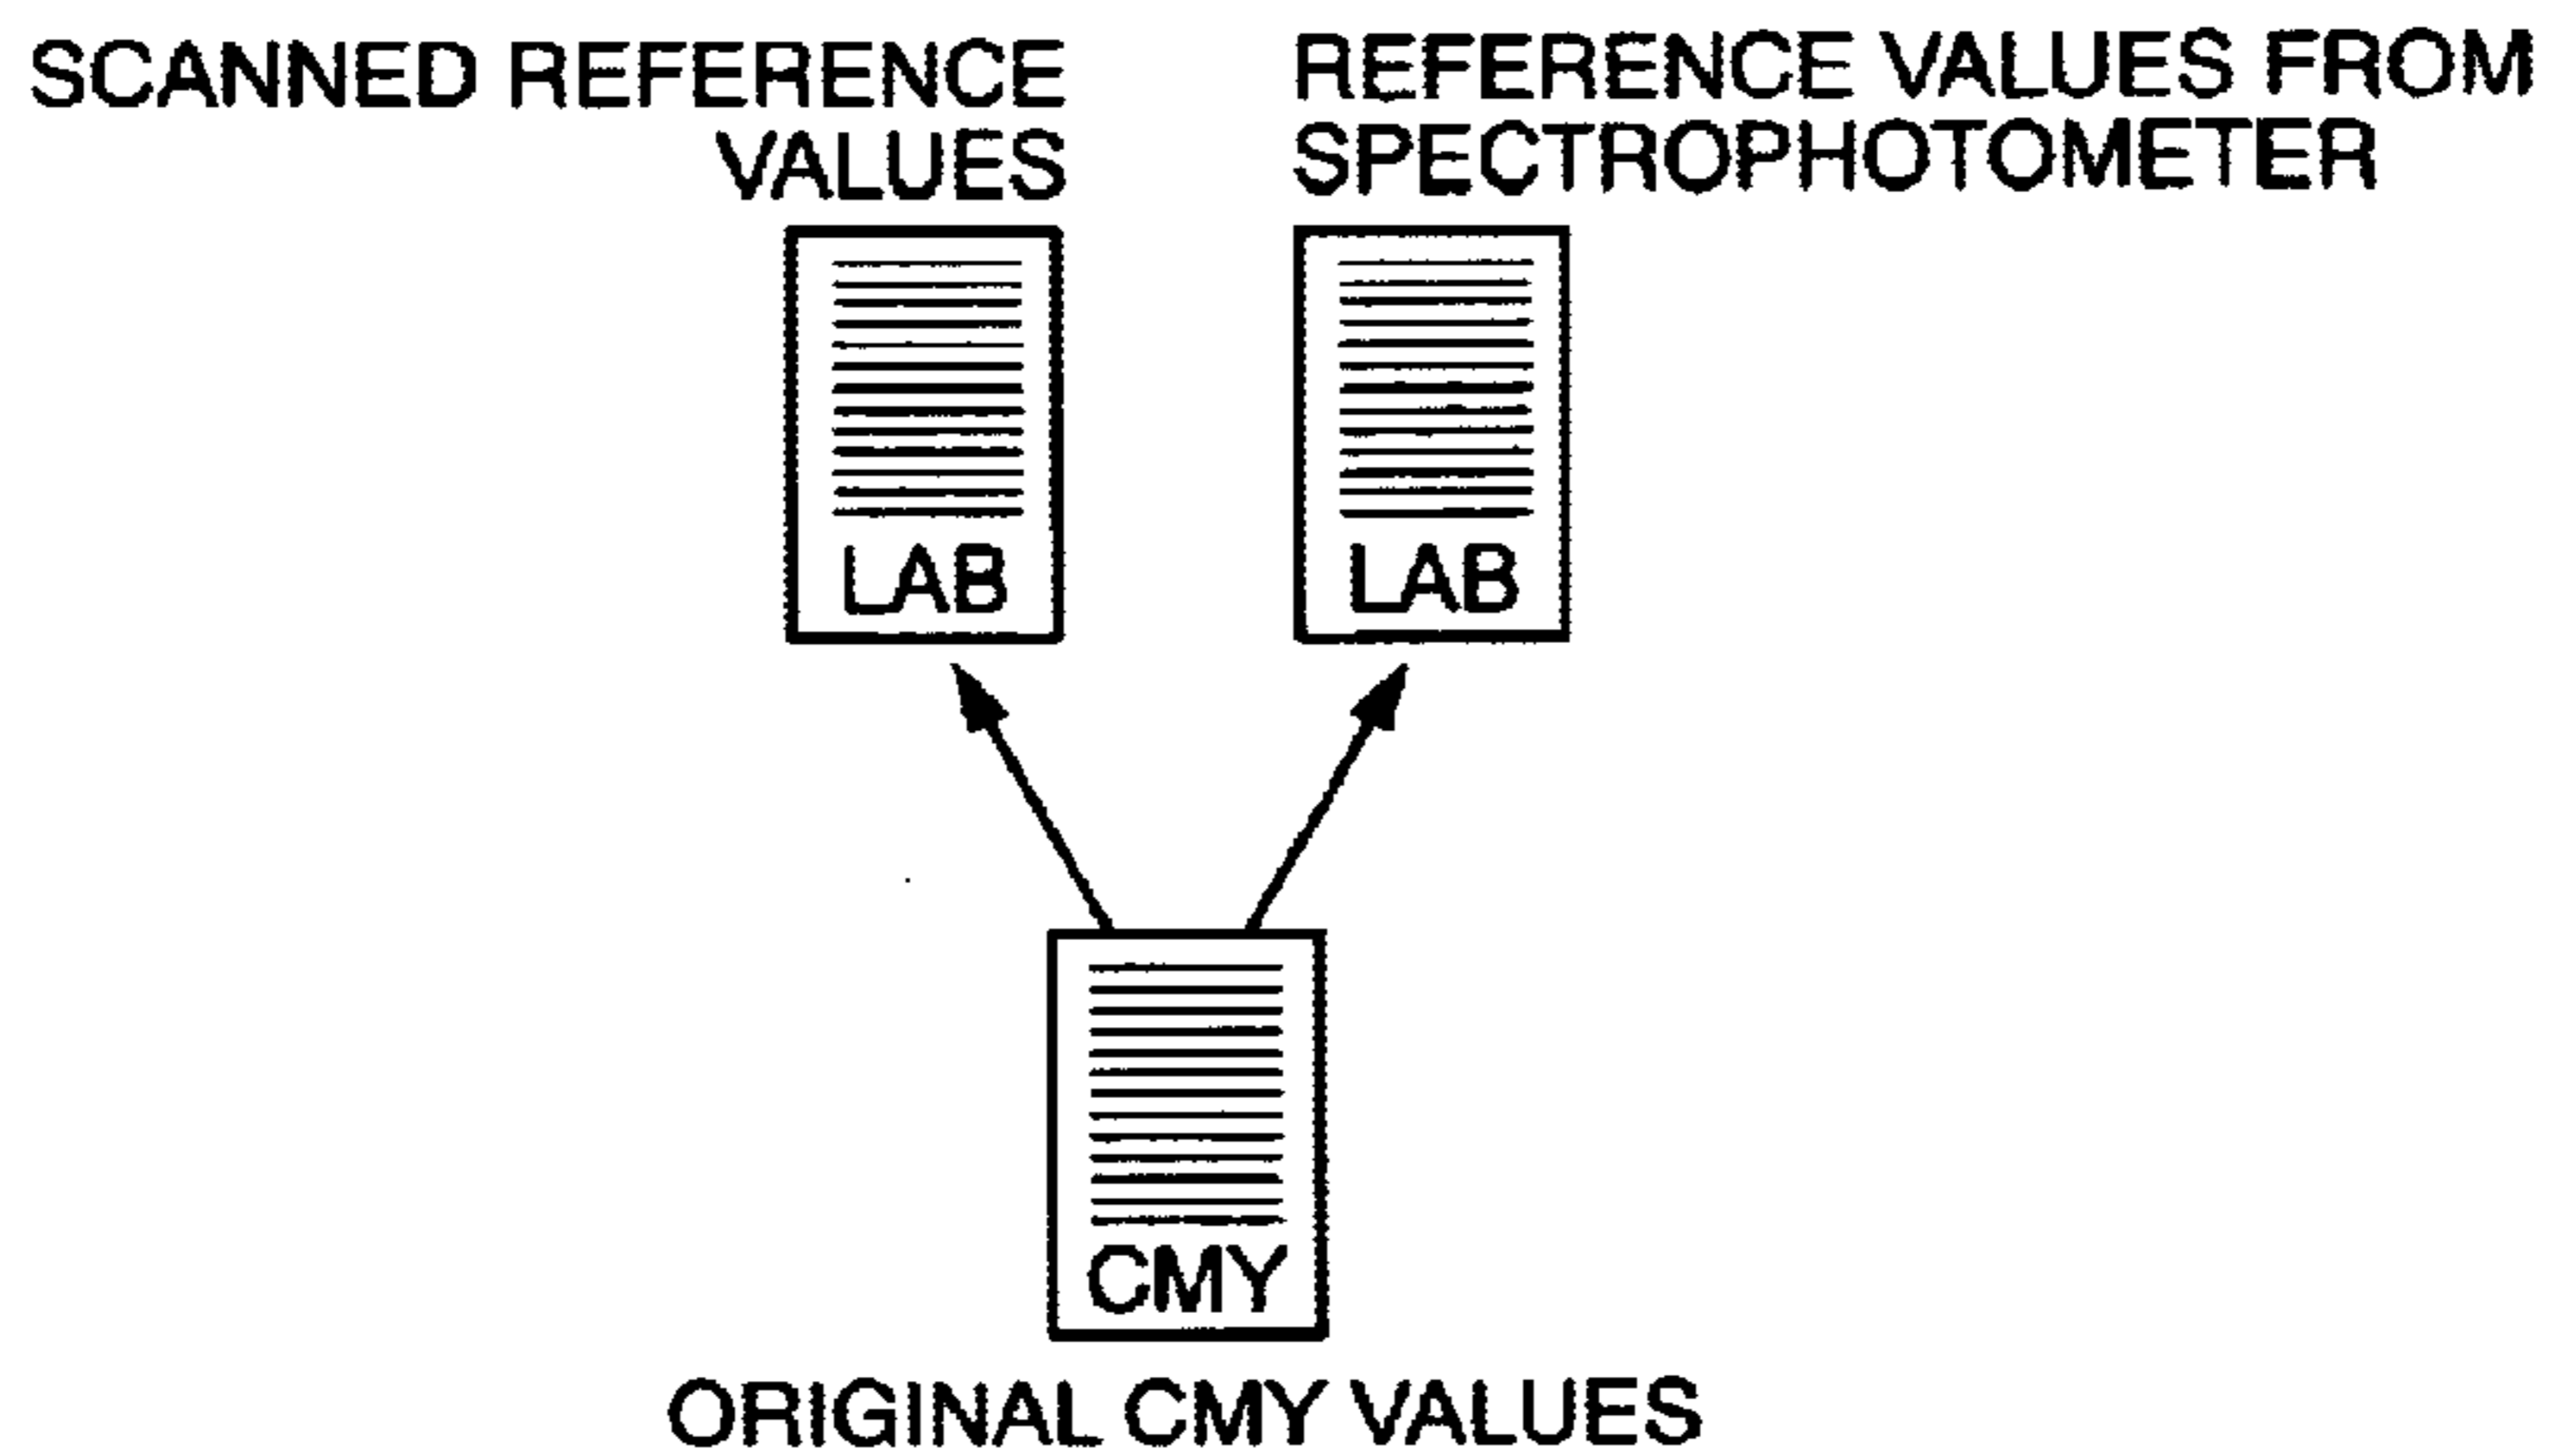 SCANNED REFERENCE
VALUES
REFERENCE VALUES FROM
SPECTROPHOTOMETER
LAB
LAB
CMY
ORIGINAL CMY VALUES